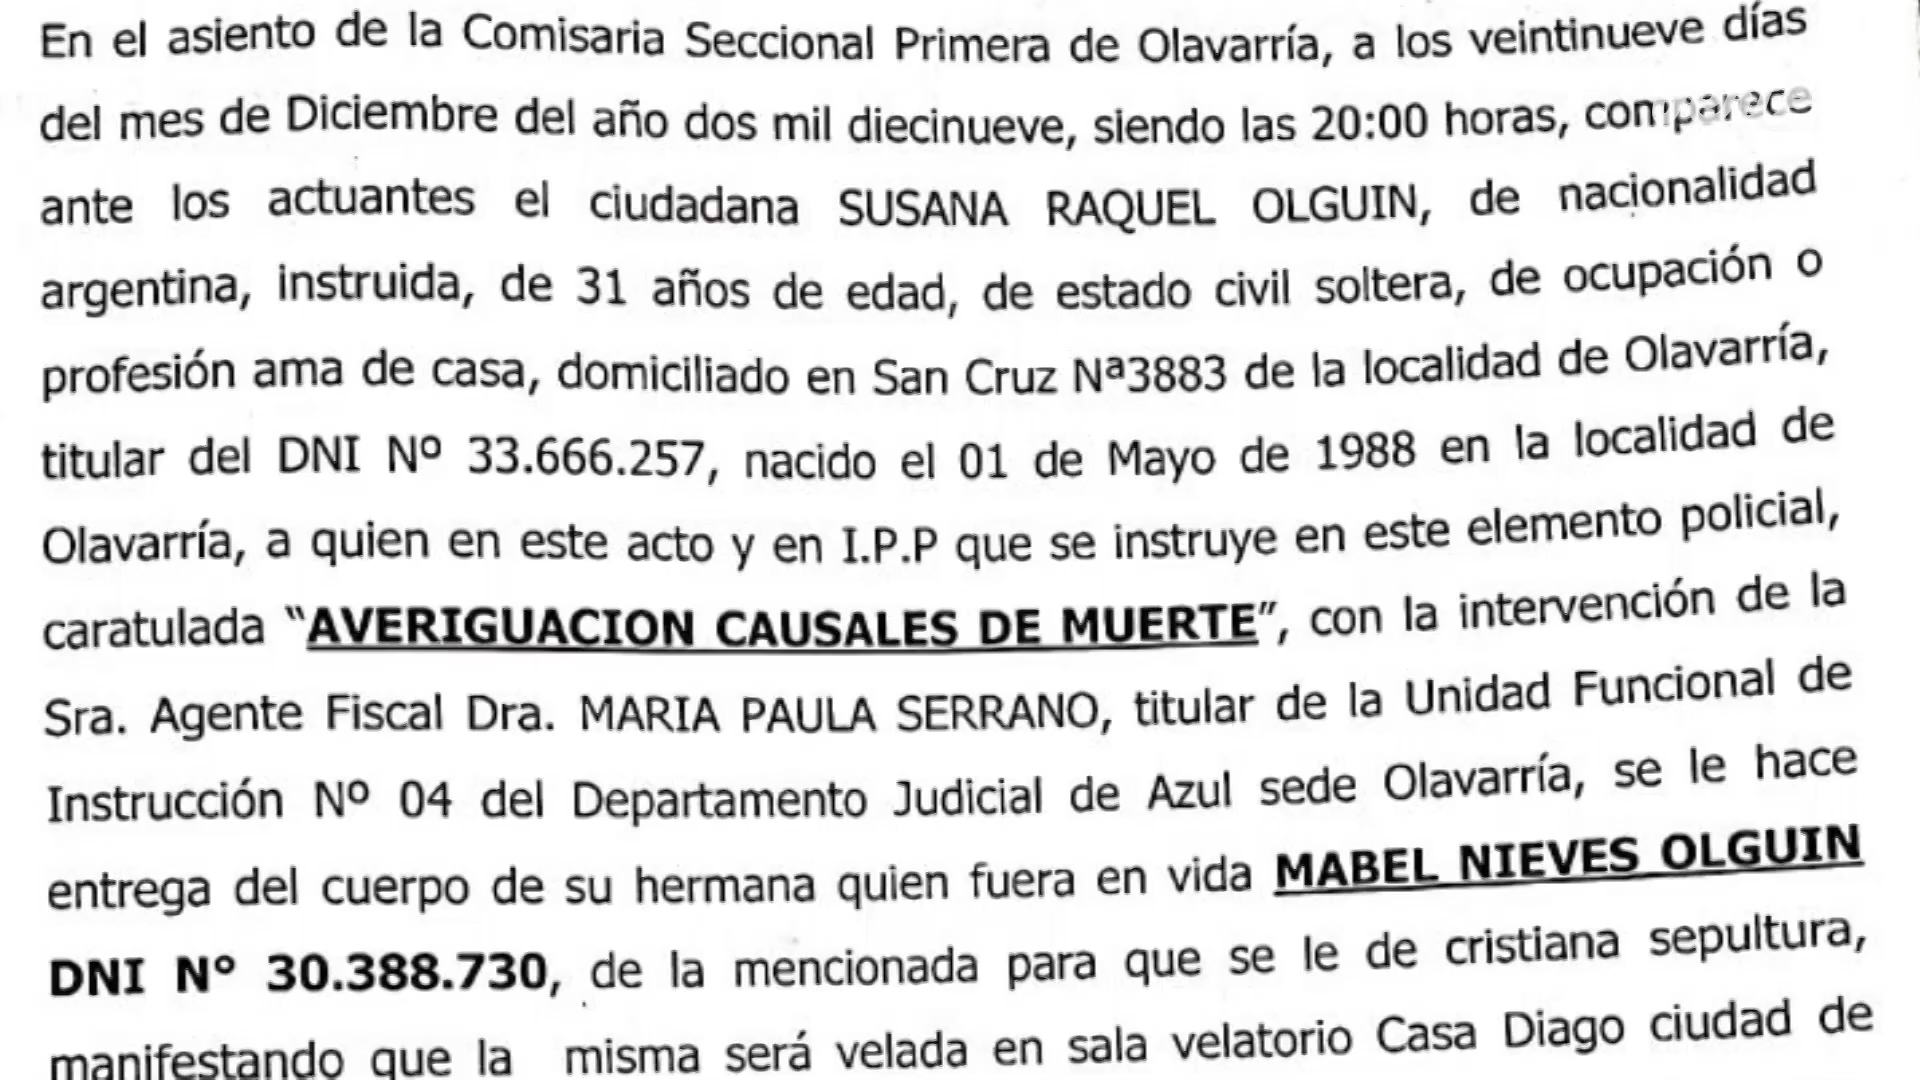 En el asiento de la Comisaria Seccional Primera de Olavarría, a los veintinueve días
del mes de Diciembre del año dos mil diecinueve, siendo las 20:00 horas, comparece
ante los actuantes el ciudadana SUSANA RAQUEL OLGUIN, de nacionalidad
argentina, instruida, de 31 años de edad, de estado civil soltera, de ocupación o
profesión ama de casa, domiciliado en San Cruz Nª3883 de la localidad de Olavarría,
titular del DNI Nº 33.666.257, nacido el 01 de Mayo de 1988 en la localidad de
Olavarría, a quien en este acto y en I.P.P que se instruye en este elemento policial,
caratulada “AVERIGUACION CAUSALES DE MUERTE”, con la intervención de la
Sra. Agente Fiscal Dra. MARIA PAULA SERRANO, titular de la Unidad Funcional de
Instrucción Nº 04 del Departamento Judicial de Azul sede Olavarría, se le hace
entrega del cuerpo de su hermana quien fuera en vida MABEL NIEVES OLGUIN
DNI N° 30.388.730, de la mencionada para que se le de cristiana sepultura,
manifestando que la misma será velada en sala velatorio Casa Diago ciudad de